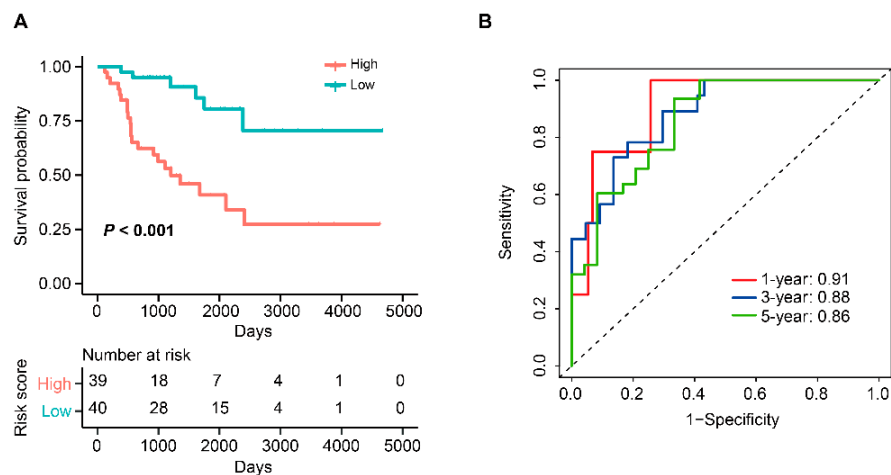 A
Survival probability
1.00
0.75
0.50
0.25
0.00
High
Low
P < 0.001
0 1000 2000 3000 4000 5000
Days
Number at risk
Risk score
High 39 18 7 4 1 0
Low 40 28 15 4 1 0
0 1000 2000 3000 4000 5000
Days
B
Sensitivity
1.0
0.8
0.6
0.4
0.2
0.0
1-year: 0.91
3-year: 0.88
5-year: 0.86
0.0 0.2 0.4 0.6 0.8 1.0
1−Specificity